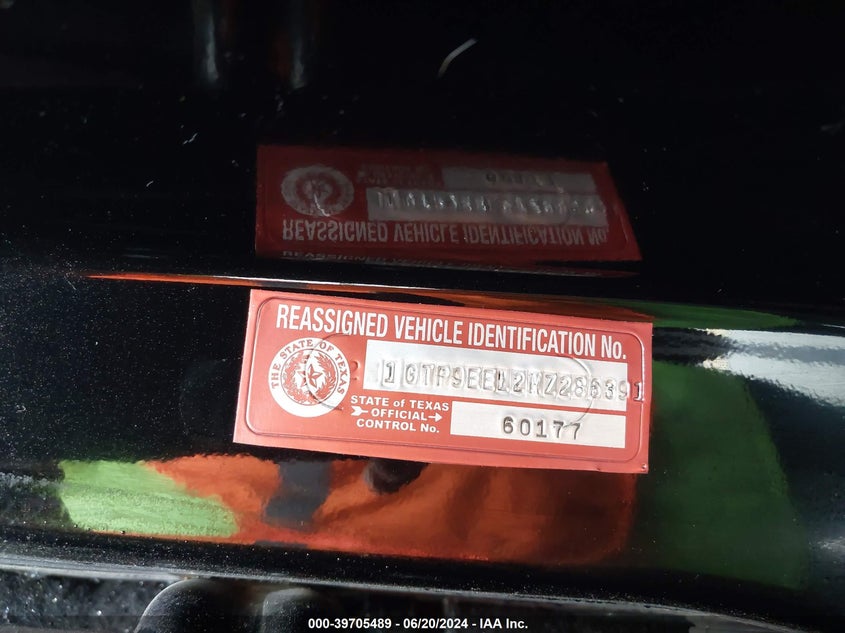 REASSIGNED VEHICLE IDENTIFICATION No.
THE STATE OF TEXAS
1GTP9EEL2MZ286391
STATE of TEXAS
OFFICIAL
CONTROL No.
60177
REASSIGNED VEHICLE IDENTIFICATION No.
000-39705489 - 06/20/2024 - IAA Inc.